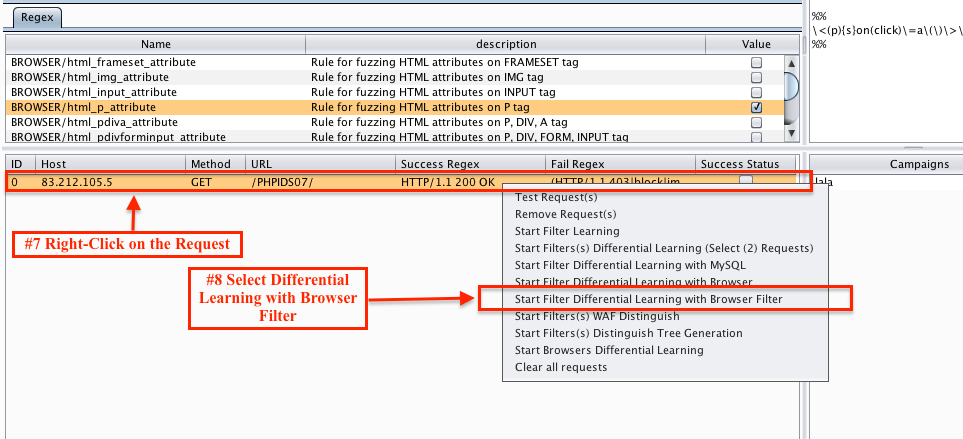 Regex
%%
\<(p){s}on(click)\=a\(\)\>\
%%
Name description Value
BROWSER/html_frameset_attribute Rule for fuzzing HTML attributes on FRAMESET tag
BROWSER/html_img_attribute Rule for fuzzing HTML attributes on IMG tag
BROWSER/html_input_attribute Rule for fuzzing HTML attributes on INPUT tag
BROWSER/html_p_attribute Rule for fuzzing HTML attributes on P tag
BROWSER/html_pdiva_attribute Rule for fuzzing HTML attributes on P, DIV, A tag
BROWSER/html_pdivforminput_attribute Rule for fuzzing HTML attributes on P, DIV, FORM, INPUT tag
ID Host Method URL Success Regex Fail Regex Success Status Campaigns
0 83.212.105.5 GET /PHPIDS07/ HTTP/1.1 200 OK (HTTP/1.1 403|blocklim lala
Test Request(s)
Remove Request(s)
Start Filter Learning
Start Filters(s) Differential Learning (Select (2) Requests)
Start Filter Differential Learning with MySQL
Start Filter Differential Learning with Browser
Start Filter Differential Learning with Browser Filter
Start Filters(s) WAF Distinguish
Start Filters(s) Distinguish Tree Generation
Start Browsers Differential Learning
Clear all requests
#7 Right-Click on the Request
#8 Select Differential
Learning with Browser
Filter